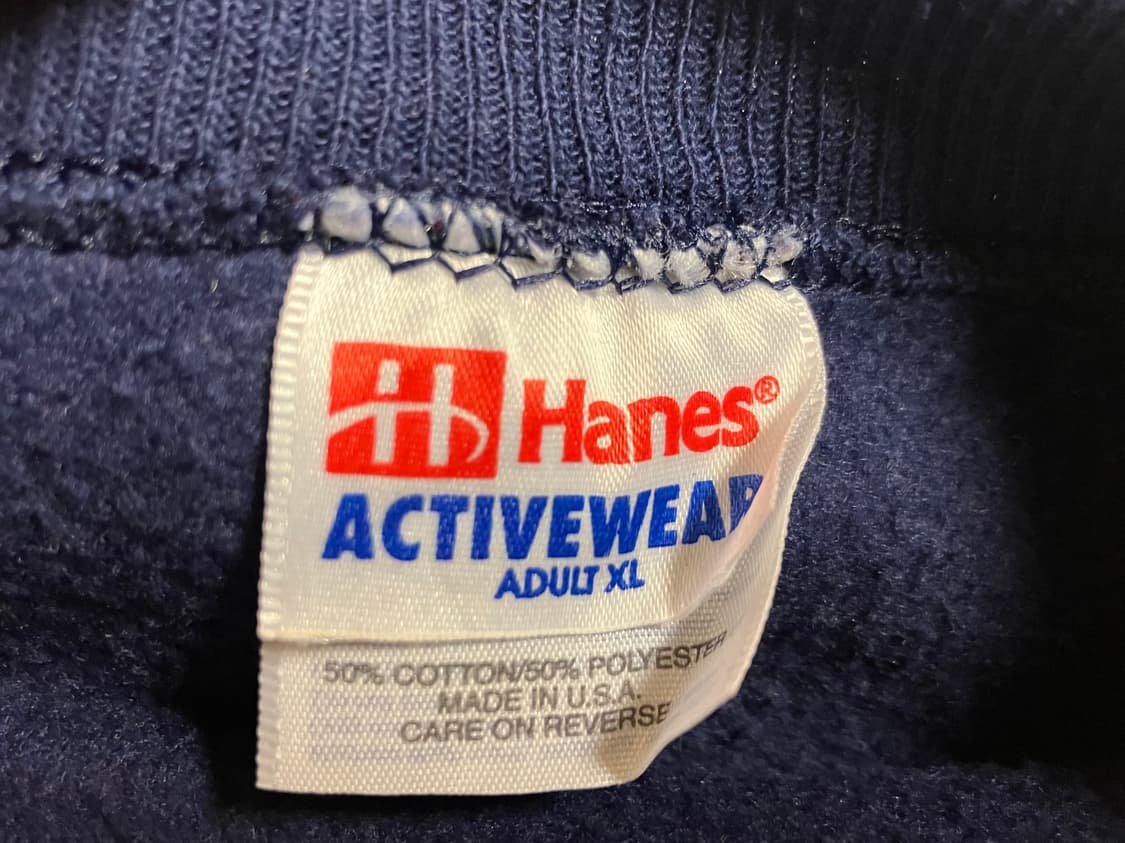 H Hanes®
ACTIVEWEAR
ADULT XL
50% COTTON/50% POLYESTER
MADE IN U.S.A.
CARE ON REVERSE